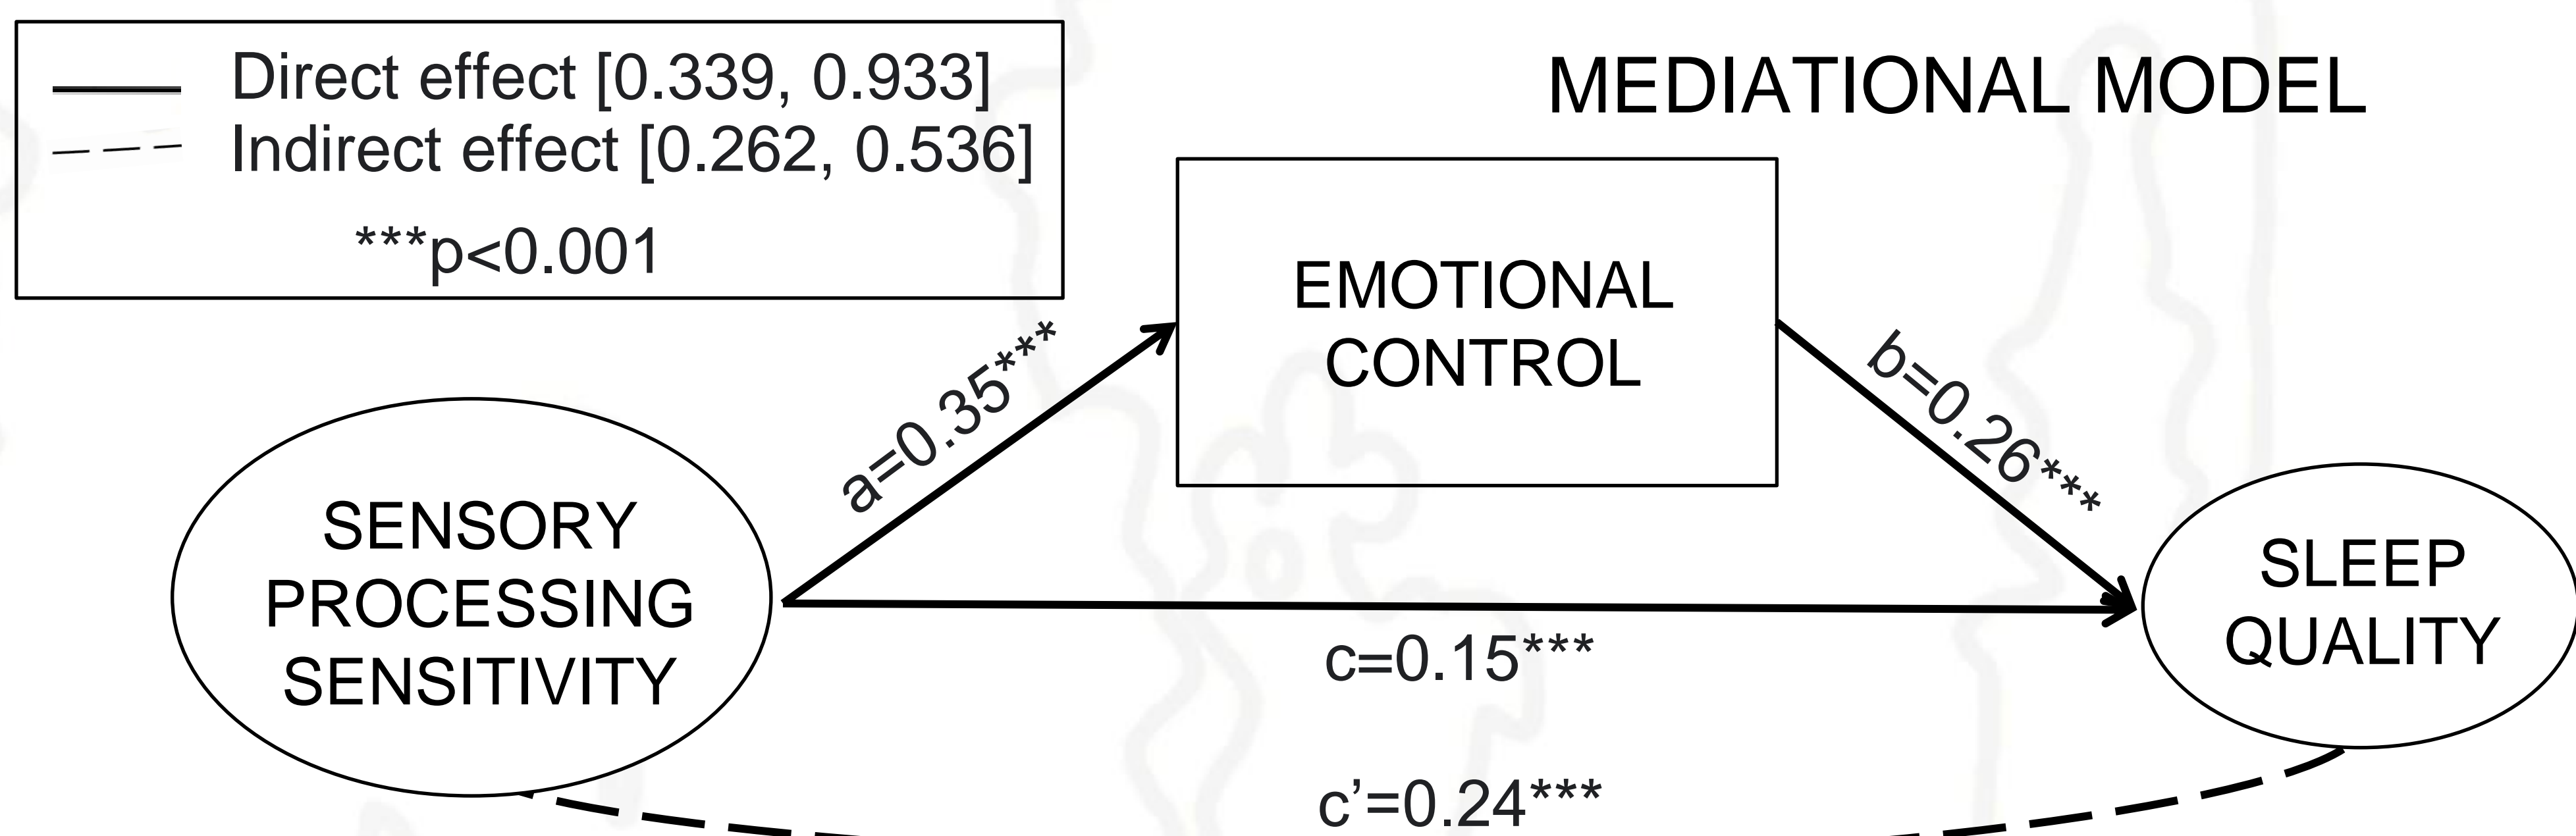 Direct effect [0.339, 0.933]
Indirect effect [0.262, 0.536]
***p<0.001
MEDIATIONAL MODEL
EMOTIONAL
CONTROL
a=0.35***
b=0.26***
SENSORY
PROCESSING
SENSITIVITY
SLEEP
QUALITY
c=0.15***
c’=0.24***